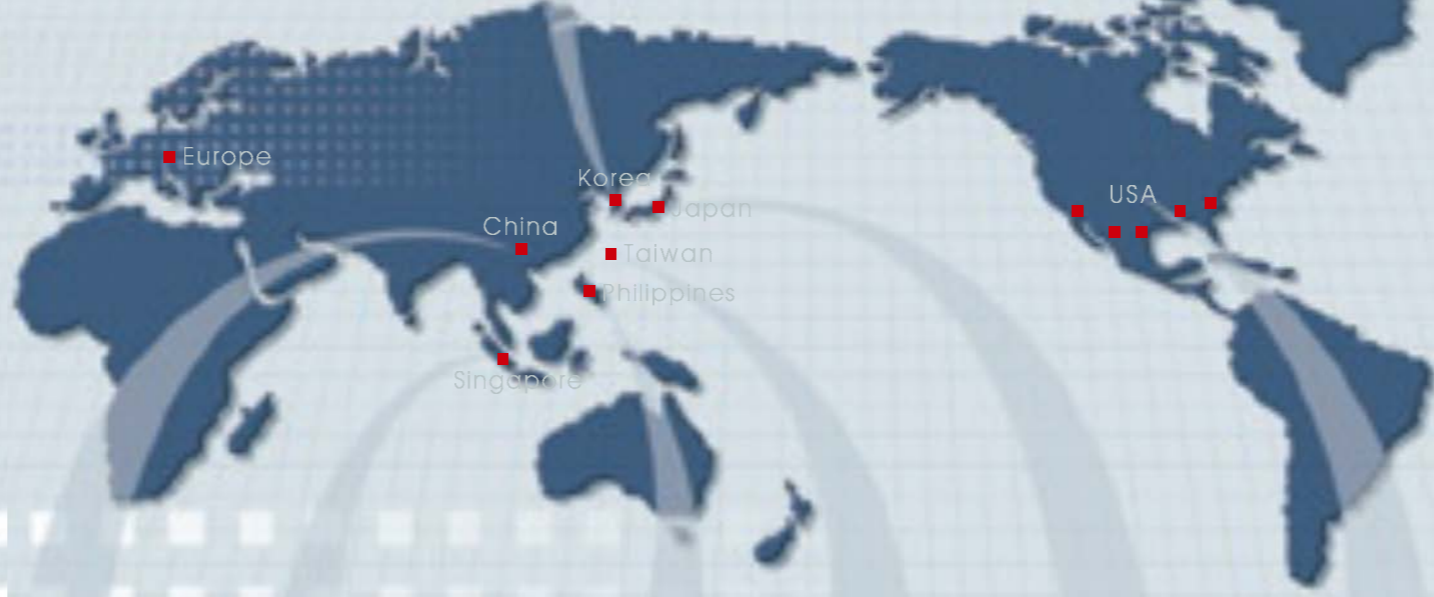 Europe
Korea
USA
Japan
China
Taiwan
Philippines
Singapore